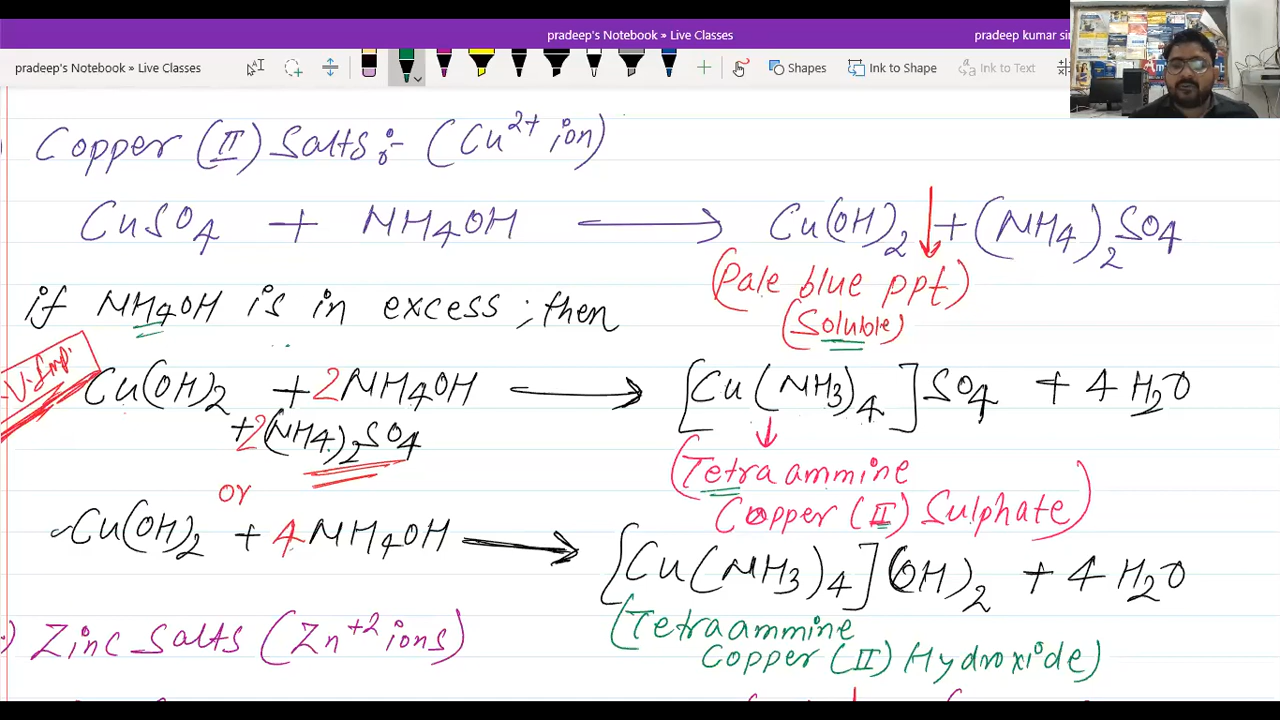 pradeep's Notebook » Live Classes
pradeep kumar
pradeep's Notebook » Live Classes
Shapes
Ink to Shape
Ink to Text
Copper (II) Salts:- (Cu²⁺ ion)
CuSO4 + NH4OH ⟶ Cu(OH)2 ↓ + (NH4)2SO4
(Pale blue ppt)
(Soluble)
if NH4OH is in excess ; then
V. Imp.
Cu(OH)2 + 2NH4OH ⟶ [Cu(NH3)4]SO4 + 4H2O
+2(NH4)2SO4
(Tetraammine
Copper (II) Sulphate)
or
Cu(OH)2 + 4NH4OH ⟶ [Cu(NH3)4](OH)2 + 4H2O
(Tetraammine
Copper (II) Hydroxide)
Zinc Salts (Zn⁺² ions)